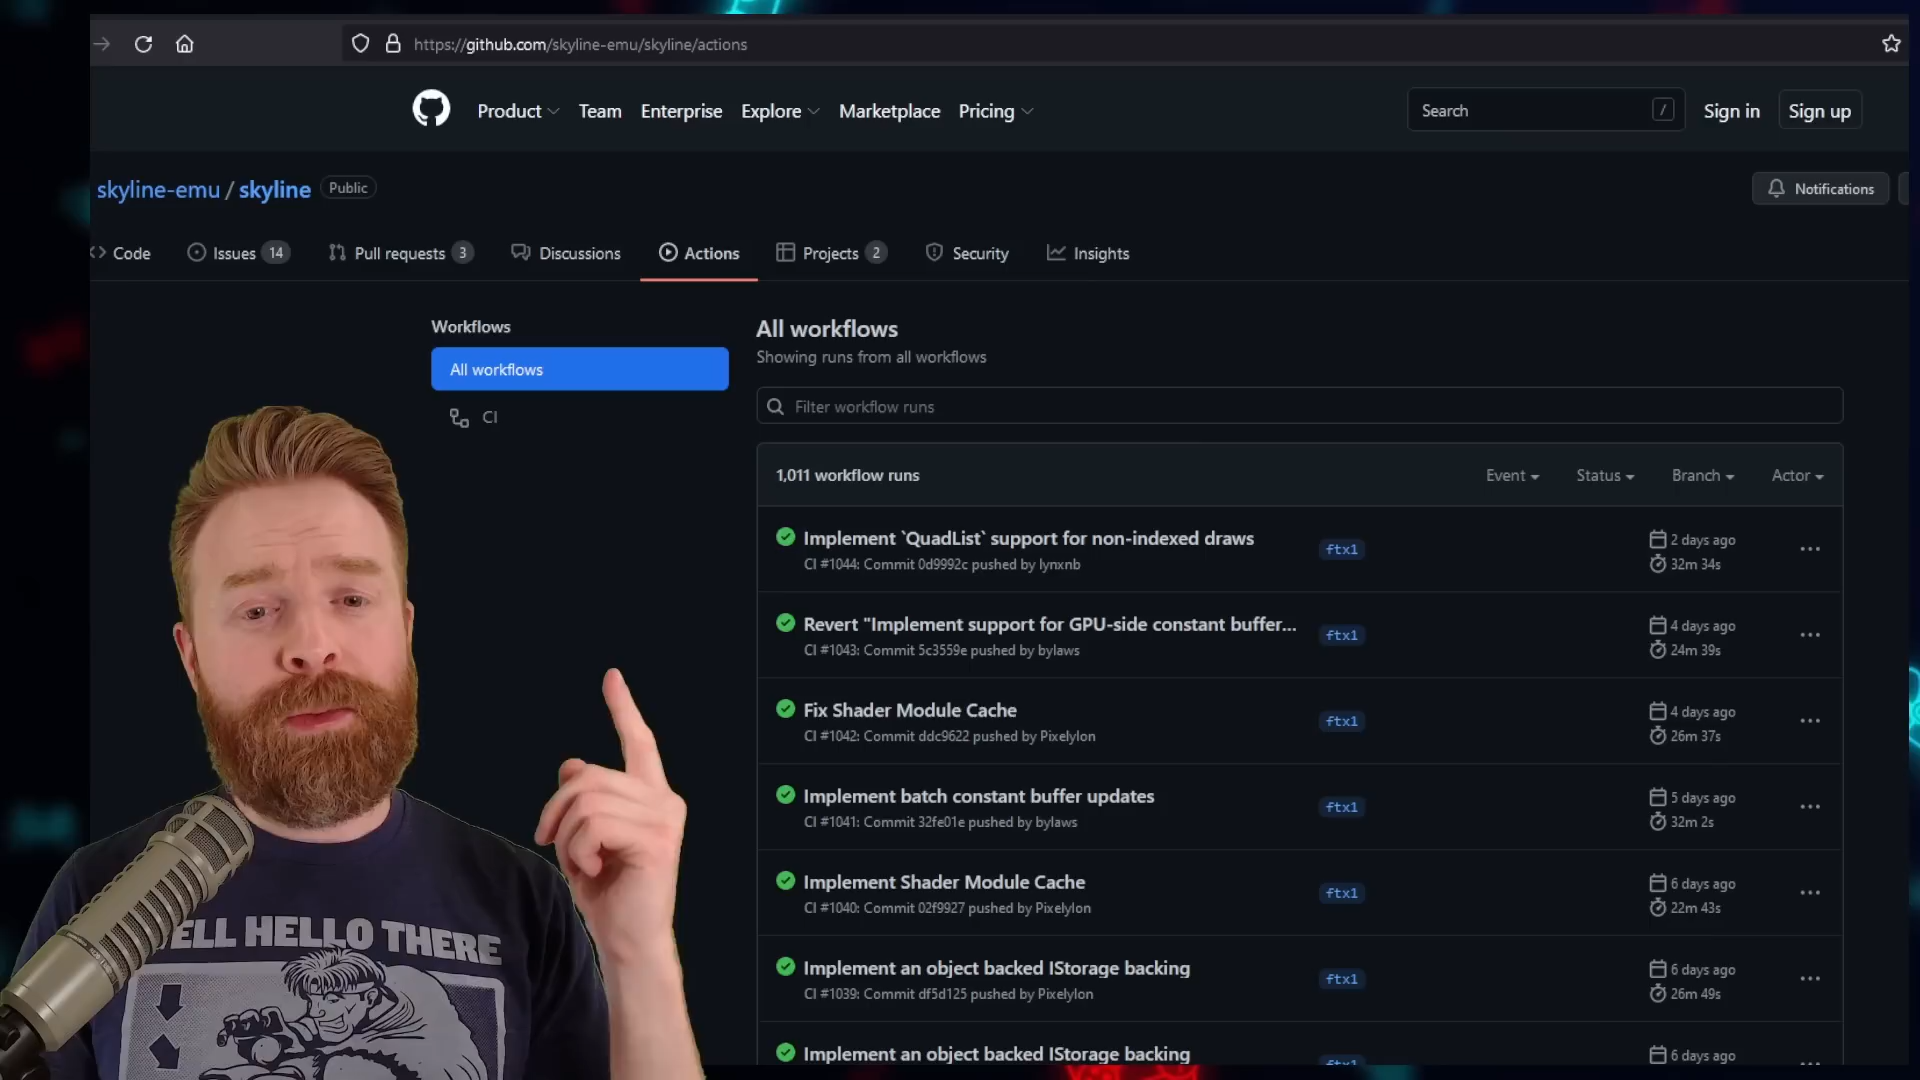 https://github.com/skyline-emu/skyline/actions
Product Team Enterprise Explore Marketplace Pricing
Search /
Sign in
Sign up
skyline-emu / skyline Public
Notifications
Code
Issues 14
Pull requests 3
Discussions
Actions
Projects 2
Security
Insights
Workflows
All workflows
CI
All workflows
Showing runs from all workflows
Filter workflow runs
1,011 workflow runs
Event Status Branch Actor
Implement `QuadList` support for non-indexed draws
CI #1044: Commit 0d9992c pushed by lynxnb
ftx1
2 days ago
32m 34s
Revert "Implement support for GPU-side constant buffer...
CI #1043: Commit 5c3559e pushed by bylaws
ftx1
4 days ago
24m 39s
Fix Shader Module Cache
CI #1042: Commit ddc9622 pushed by Pixelylon
ftx1
4 days ago
26m 37s
Implement batch constant buffer updates
CI #1041: Commit 32fe01e pushed by bylaws
ftx1
5 days ago
32m 2s
Implement Shader Module Cache
CI #1040: Commit 02f9927 pushed by Pixelylon
ftx1
6 days ago
22m 43s
Implement an object backed IStorage backing
CI #1039: Commit df5d125 pushed by Pixelylon
ftx1
6 days ago
26m 49s
Implement an object backed IStorage backing
ftx1
6 days ago
ELL HELLO THERE